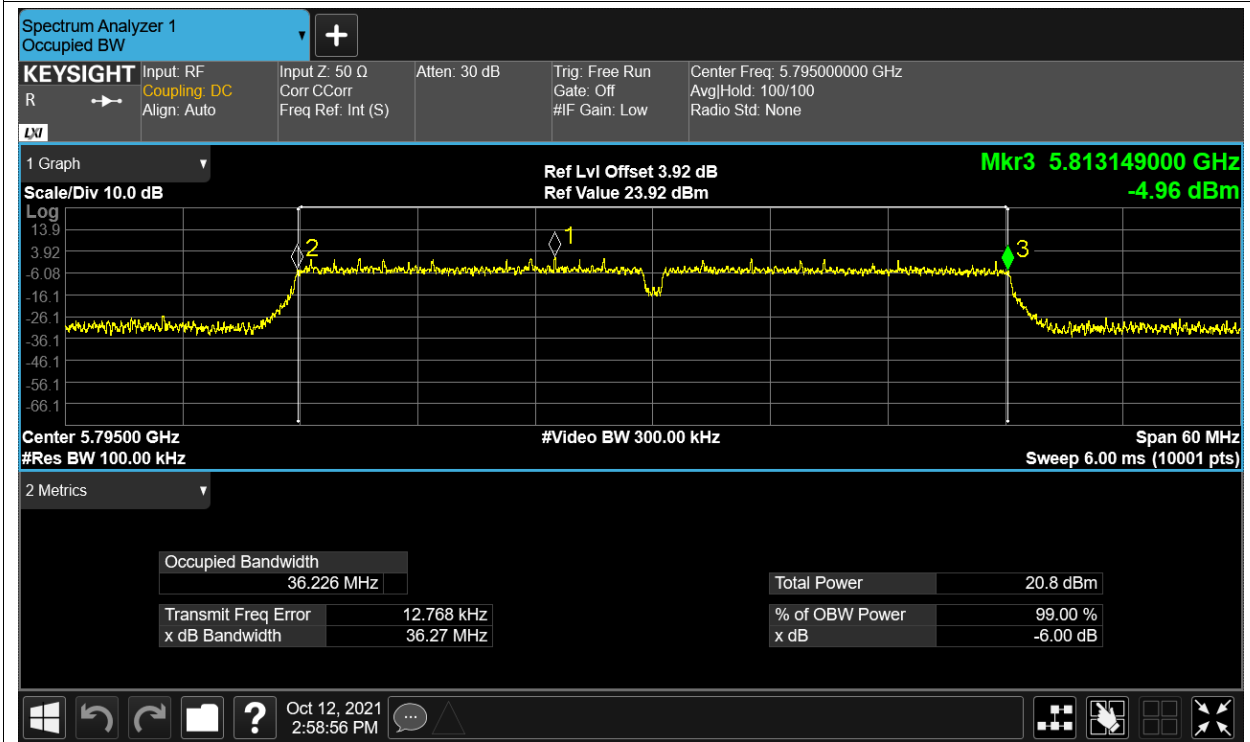 Spectrum Analyzer 1
Occupied BW
KEYSIGHT
R
LXI
Input: RF
Coupling: DC
Align: Auto
Input Z: 50 Ω
Corr CCorr
Freq Ref: Int (S)
Atten: 30 dB
Trig: Free Run
Gate: Off
#IF Gain: Low
Center Freq: 5.795000000 GHz
Avg|Hold: 100/100
Radio Std: None
1 Graph
Scale/Div 10.0 dB
Ref Lvl Offset 3.92 dB
Ref Value 23.92 dBm
Mkr3 5.813149000 GHz
-4.96 dBm
Log
13.9
3.92
-6.08
-16.1
-26.1
-36.1
-46.1
-56.1
-66.1
2
1
3
Center 5.79500 GHz
#Res BW 100.00 kHz
#Video BW 300.00 kHz
Span 60 MHz
Sweep 6.00 ms (10001 pts)
2 Metrics
Occupied Bandwidth
36.226 MHz
Transmit Freq Error 12.768 kHz
x dB Bandwidth 36.27 MHz
Total Power 20.8 dBm
% of OBW Power 99.00 %
x dB -6.00 dB
?
Oct 12, 2021
2:58:56 PM